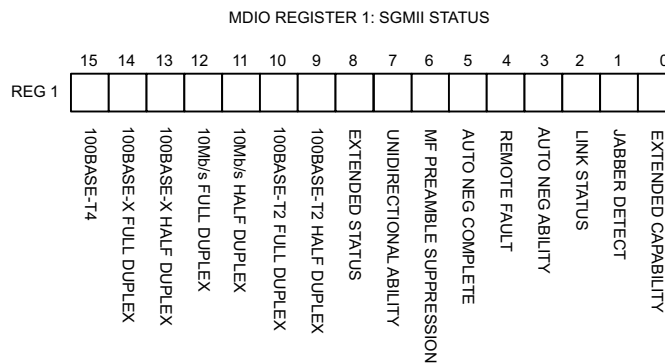 MDIO REGISTER 1: SGMII STATUS
15 14 13 12 11 10 9 8 7 6 5 4 3 2 1 0
REG 1
100BASE-T4
100BASE-X FULL DUPLEX
100BASE-X HALF DUPLEX
10Mb/s FULL DUPLEX
10Mb/s HALF DUPLEX
100BASE-T2 FULL DUPLEX
100BASE-T2 HALF DUPLEX
EXTENDED STATUS
UNIDIRECTIONAL ABILITY
MF PREAMBLE SUPPRESSION
AUTO NEG COMPLETE
REMOTE FAULT
AUTO NEG ABILITY
LINK STATUS
JABBER DETECT
EXTENDED CAPABILITY